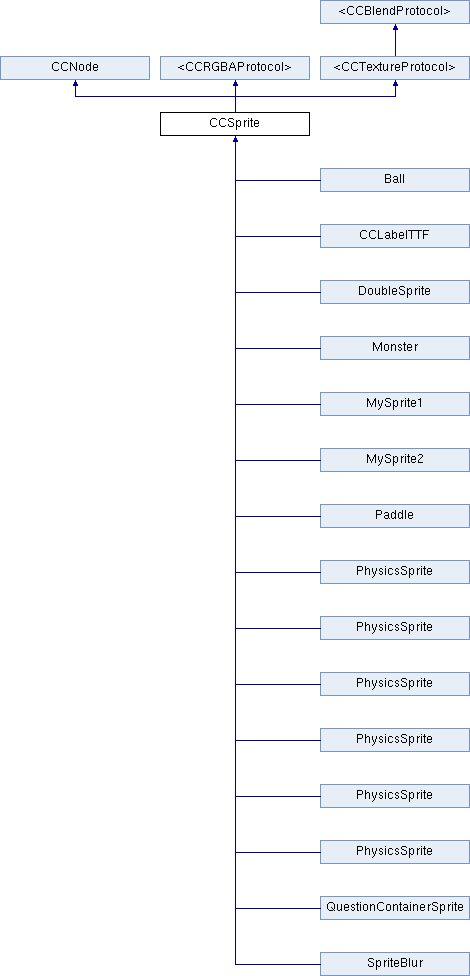 <CCBlendProtocol>
CCNode
<CCRGBAProtocol>
<CCTextureProtocol>
CCSprite
Ball
CCLabelTTF
DoubleSprite
Monster
MySprite1
MySprite2
Paddle
PhysicsSprite
PhysicsSprite
PhysicsSprite
PhysicsSprite
PhysicsSprite
PhysicsSprite
QuestionContainerSprite
SpriteBlur